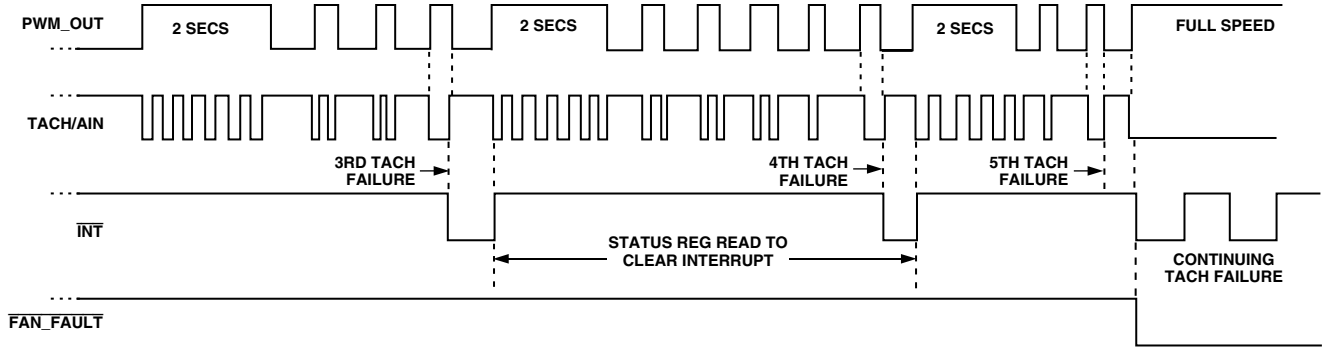 PWM_OUT
2 SECS
2 SECS
2 SECS
FULL SPEED
TACH/AIN
3RD TACH
FAILURE
4TH TACH
FAILURE
5TH TACH
FAILURE
INT
STATUS REG READ TO
CLEAR INTERRUPT
CONTINUING
TACH FAILURE
FAN_FAULT